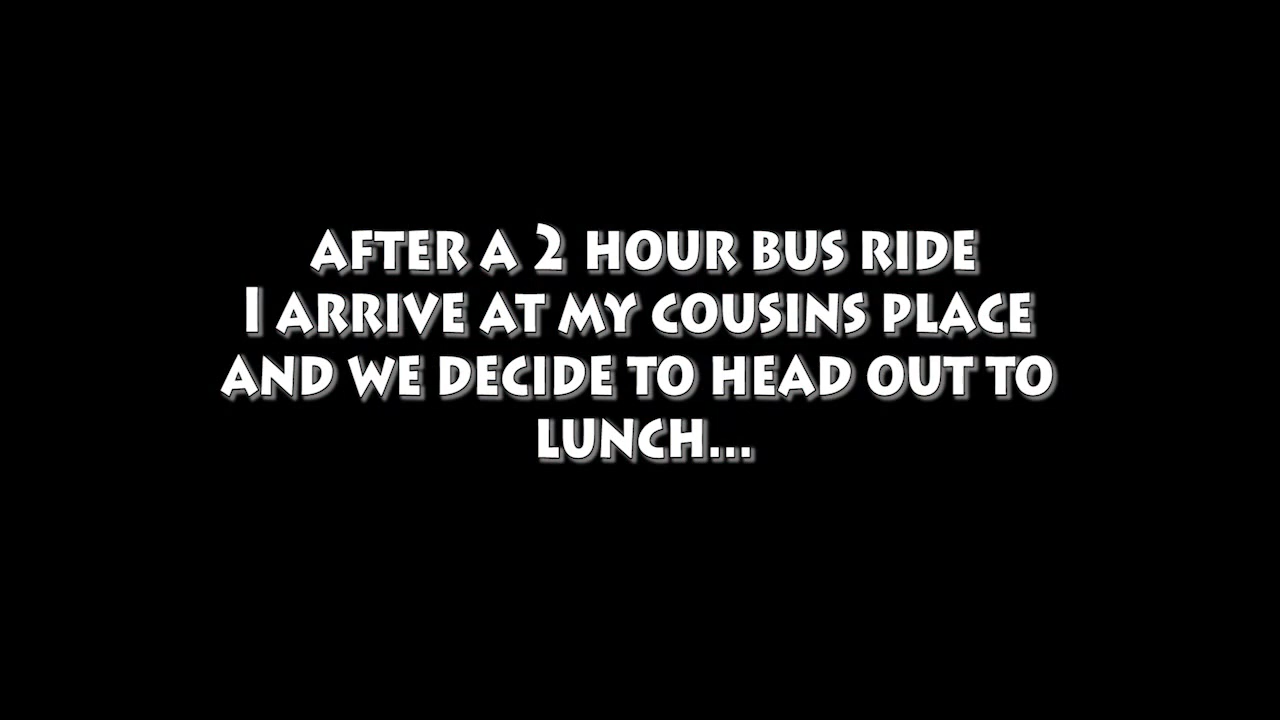 AFTER A 2 HOUR BUS RIDE
I ARRIVE AT MY COUSINS PLACE
AND WE DECIDE TO HEAD OUT TO
LUNCH...